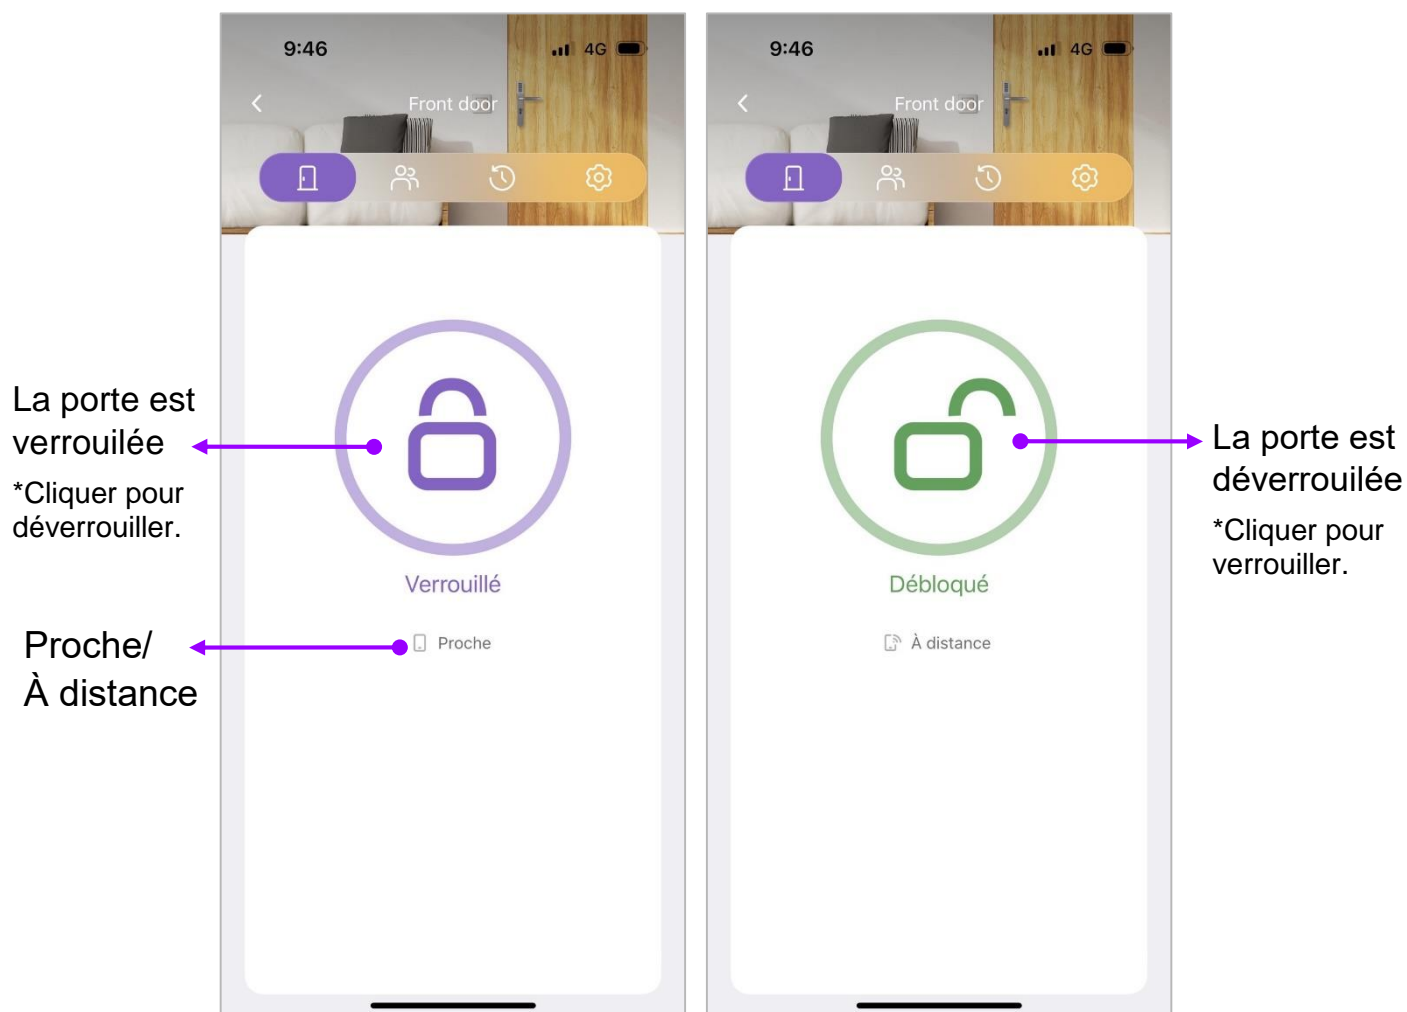 9:46
4G
Front door
9:46
4G
Front door
La porte est
verrouilée
*Cliquer pour
déverrouiller.
Verrouillé
Proche
Proche/
À distance
Débloqué
À distance
La porte est
déverrouilée
*Cliquer pour
verrouiller.